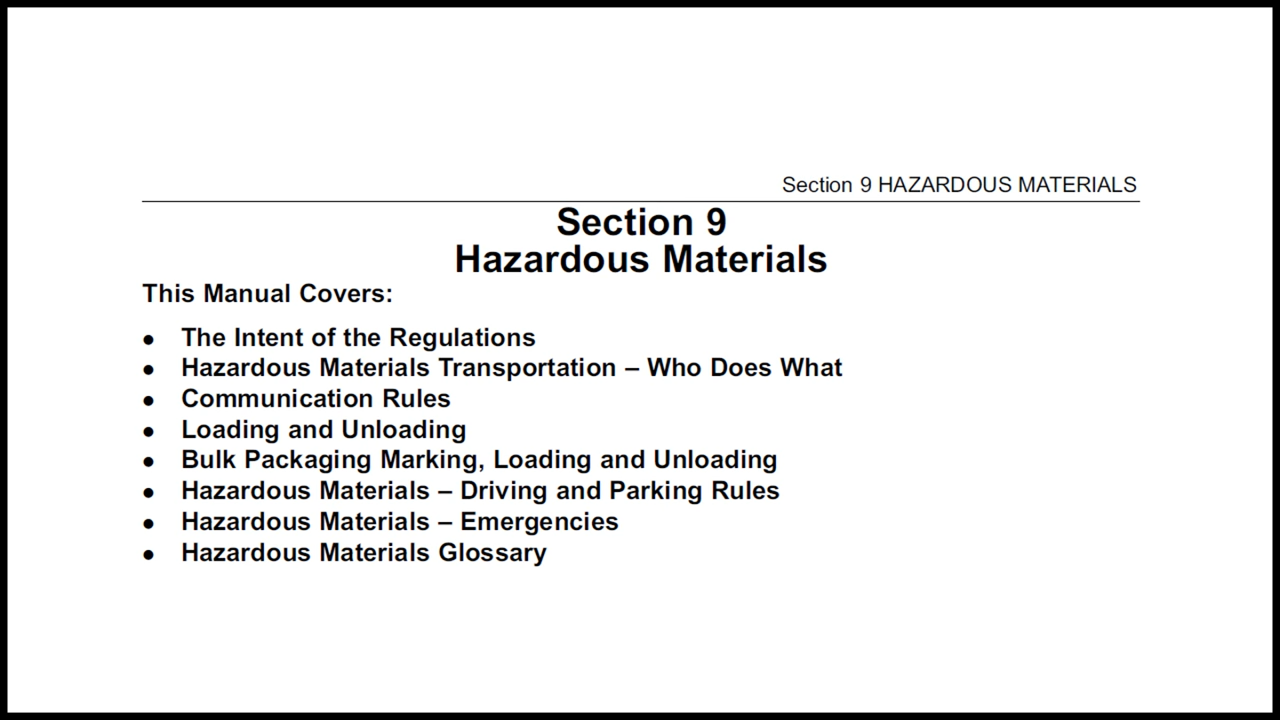 Section 9 HAZARDOUS MATERIALS
Section 9
Hazardous Materials
This Manual Covers:
● The Intent of the Regulations
● Hazardous Materials Transportation – Who Does What
● Communication Rules
● Loading and Unloading
● Bulk Packaging Marking, Loading and Unloading
● Hazardous Materials – Driving and Parking Rules
● Hazardous Materials – Emergencies
● Hazardous Materials Glossary